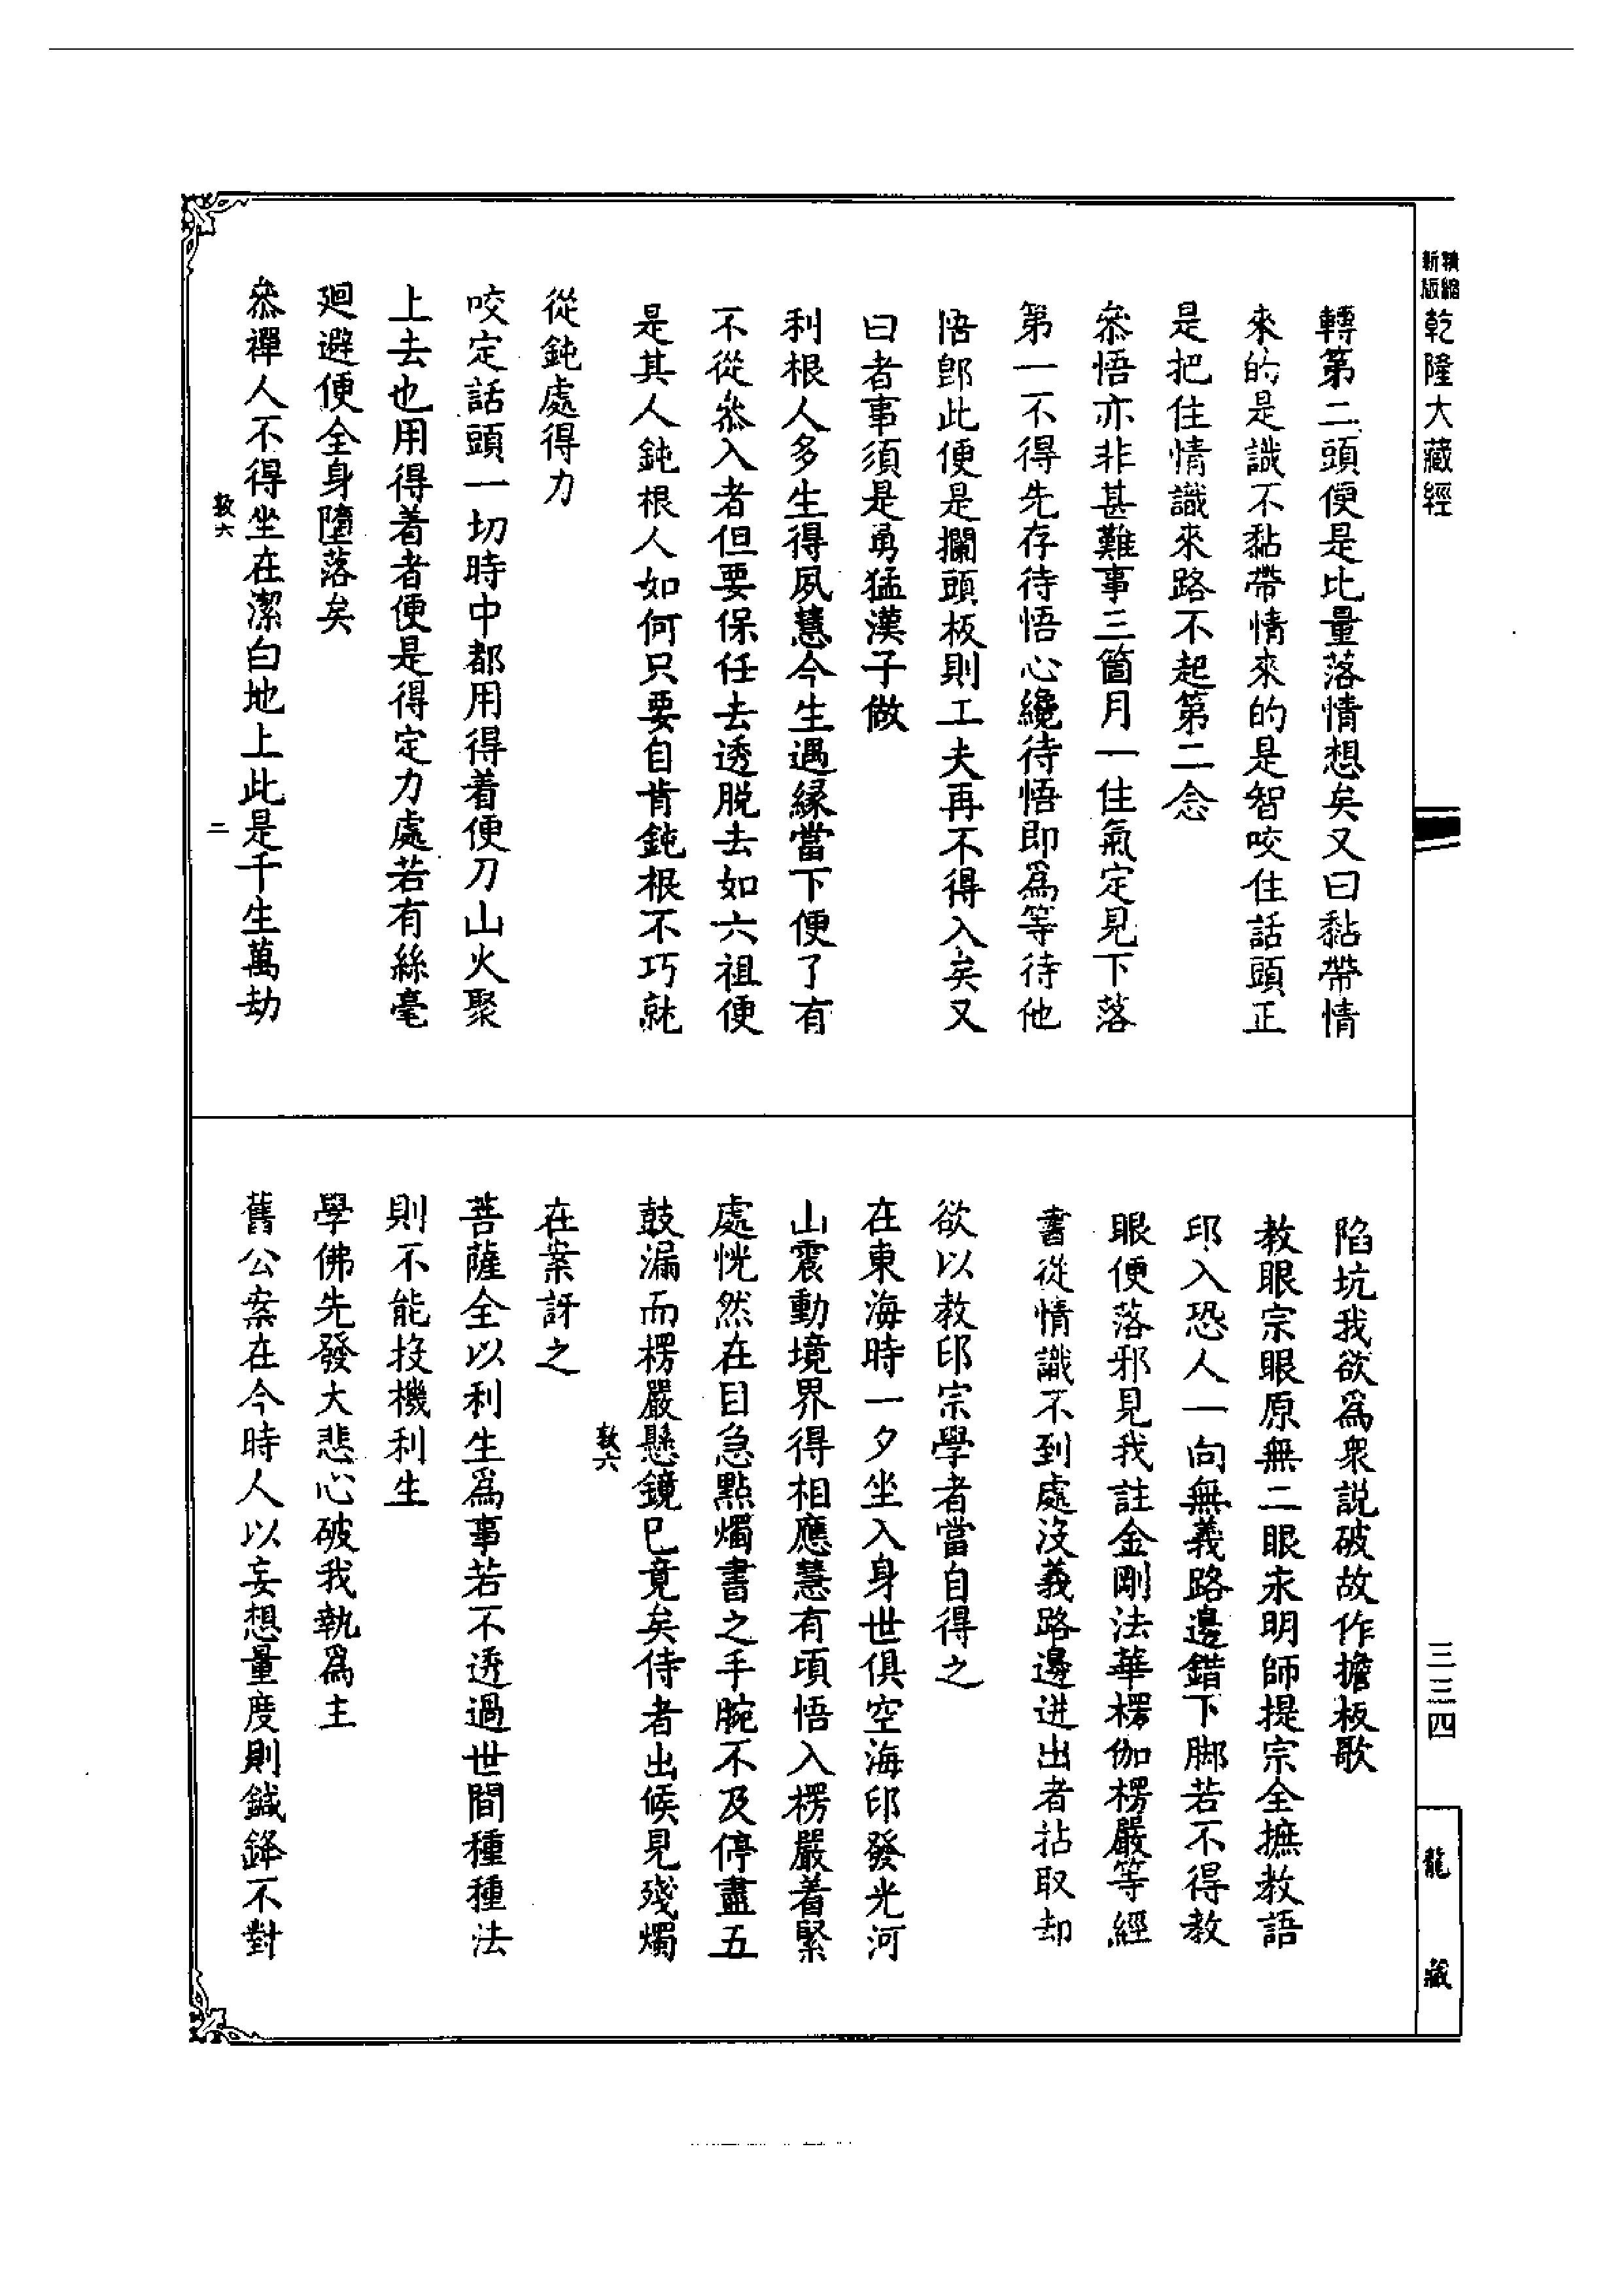 精縮
新版
乾隆大藏經
三三四
龍藏
轉第二頭便是比量落情想矣又曰黏帶情
來的是識不黏帶情來的是智咬住話頭正
是把住情識來路不起第二念
叅悟亦非甚難事三箇月一住氣定見下落
第一不得先存待悟心纔待悟即爲等待他
悟郎此便是攔頭板則工夫再不得入矣又
曰者事須是勇猛漢子做
利根人多生得夙慧今生遇緣當下便了有
不從叅入者但要保任去透脫去如六祖便
是其人鈍根人如何只要自肯鈍根不巧就
從鈍處得力
咬定話頭一切時中都用得着便刀山火聚
上去也用得着者便是得定力處若有絲毫
廻避便全身墮落矣
叅禪人不得坐在潔白地上此是千生萬劫
敦六
二
陷坑我欲爲衆説破故作擔板歌
教眼宗眼原無二眼求明師提宗全摭教語
印入恐人一向無義路邊錯下脚若不得教
眼便落邪見我註金剛法華楞伽楞嚴等經
書從情識不到處沒義路邊迸出者拈取却
欲以教印宗學者當自得之
在東海時一夕坐入身世俱空海印發光河
山震動境界得相應慧有頃悟入楞嚴着緊
處恍然在目急點燭書之手腕不及停盡五
鼓漏而楞嚴懸鏡已竟矣侍者出候見殘燭
敦六
在案訝之
菩薩全以利生爲事若不透過世間種種法
則不能投機利生
學佛先發大悲心破我執爲主
舊公案在今時人以妄想量度則鍼鋒不對